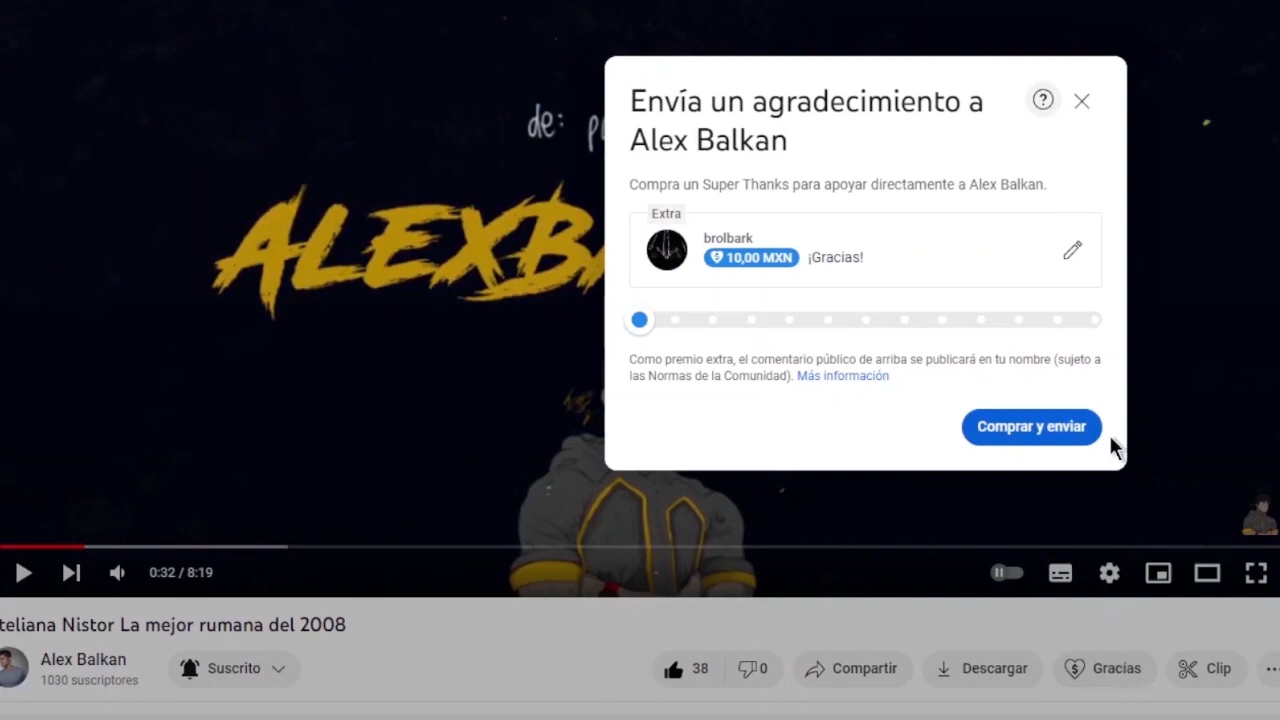 Envía un agradecimiento a
Alex Balkan
Compra un Super Thanks para apoyar directamente a Alex Balkan.
Extra
brolbark
10,00 MXN ¡Gracias!
Como premio extra, el comentario público de arriba se publicará en tu nombre (sujeto a
las Normas de la Comunidad). Más información
Comprar y enviar
de:
ALEXB
0:32 / 8:19
teliana Nistor La mejor rumana del 2008
Alex Balkan
1030 suscriptores
Suscrito
38
0
Compartir
Descargar
Gracias
Clip